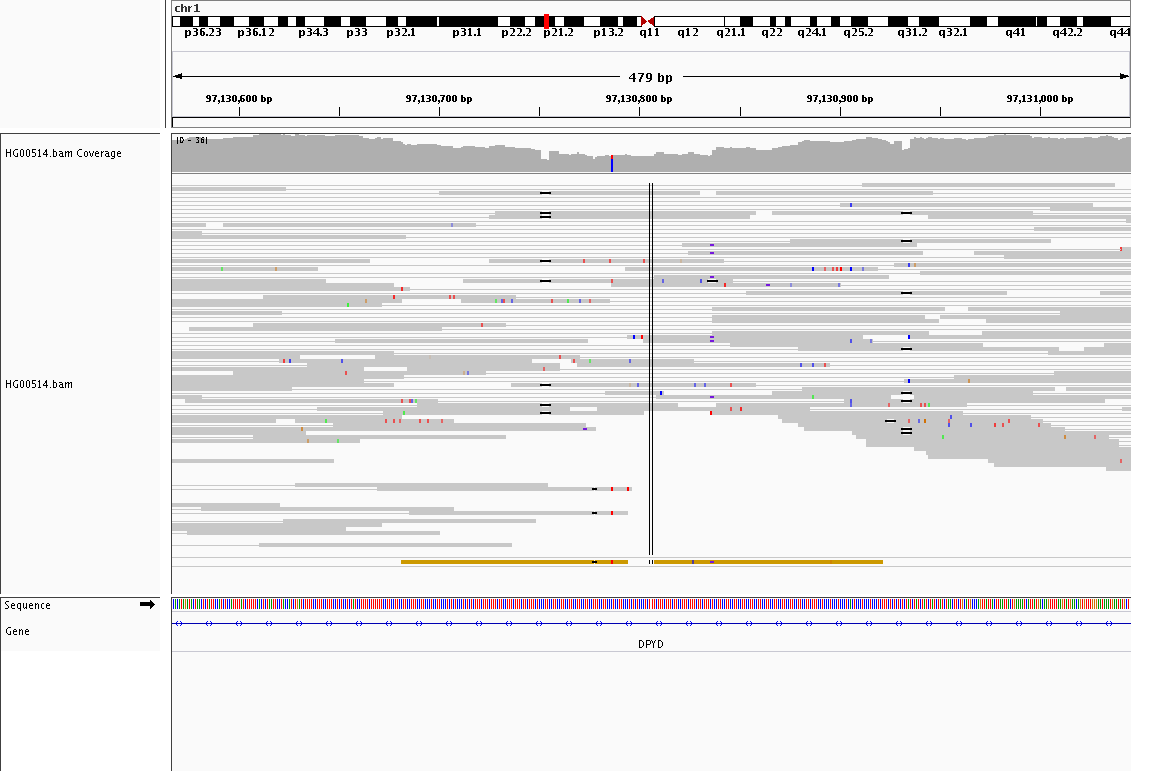 chr1
p36.23 p36.12 p34.3 p33 p32.1 p31.1 p22.2 p21.2 p13.2 q11 q12 q21.1 q22 q24.1 q25.2 q31.2 q32.1 q41 q42.2 q44
479 bp
97,130,600 bp 97,130,700 bp 97,130,800 bp 97,130,900 bp 97,131,000 bp
[0 - 36]
HG00514.bam Coverage
HG00514.bam
Sequence
Gene
DPYD